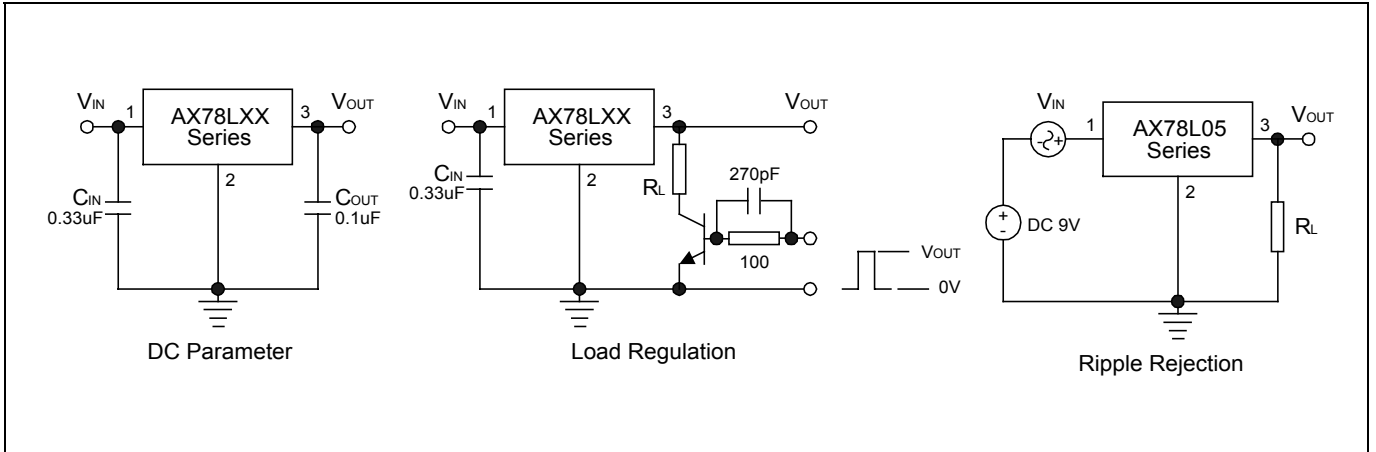 VIN
1
AX78LXX
Series
3
VOUT
2
CIN
0.33uF
COUT
0.1uF
DC Parameter
VIN
1
AX78LXX
Series
3
VOUT
2
CIN
0.33uF
RL
270pF
100
VOUT
0V
Load Regulation
VIN
- +
1
AX78L05
Series
3
VOUT
2
+
-
DC 9V
RL
Ripple Rejection